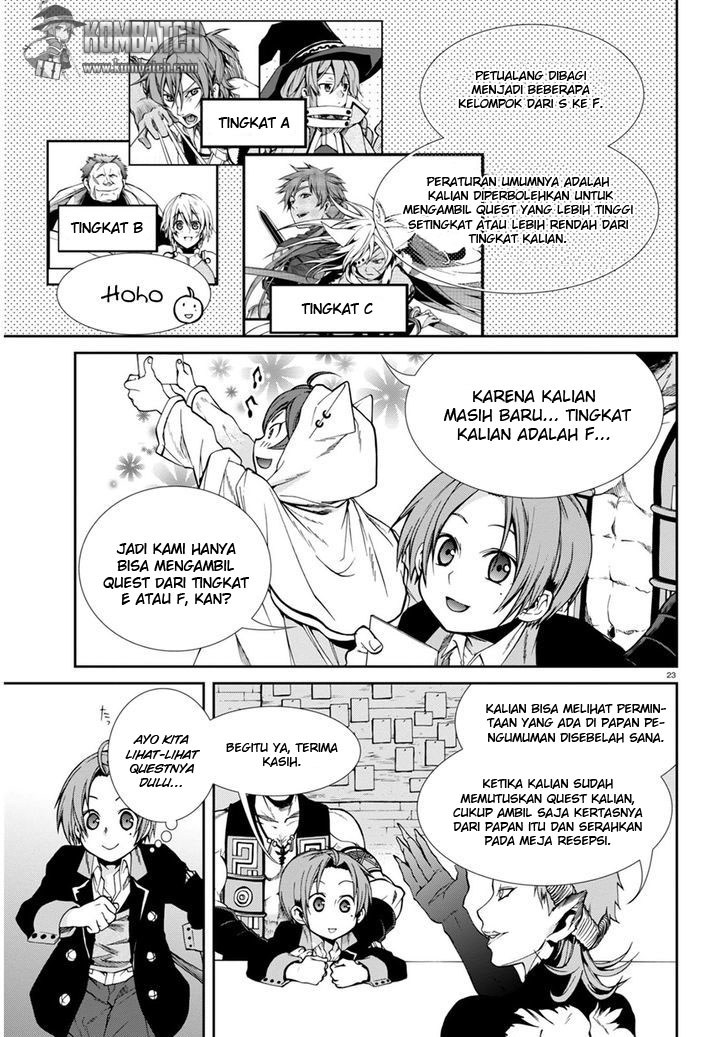 KOMBATCH
www.kombatch.com
PETUALANG DIBAGI
MENJADI BEBERAPA
KELOMPOK DARI S KE F.
TINGKAT A
PERATURAN UMUMNYA ADALAH
KALIAN DIPERBOLEHKAN UNTUK
MENGAMBIL QUEST YANG LEBIH TINGGI
SETINGKAT ATAU LEBIH RENDAH DARI
TINGKAT KALIAN.
TINGKAT B
Hoho
TINGKAT C
KARENA KALIAN
MASIH BARU... TINGKAT
KALIAN ADALAH F...
JADI KAMI HANYA
BISA MENGAMBIL
QUEST DARI TINGKAT
E ATAU F, KAN?
23
KALIAN BISA MELIHAT PERMIN-
TAAN YANG ADA DI PAPAN PE-
NGUMUMAN DISEBELAH SANA.
KETIKA KALIAN SUDAH
MEMUTUSKAN QUEST KALIAN,
CUKUP AMBIL SAJA KERTASNYA
DARI PAPAN ITU DAN SERAHKAN
PADA MEJA RESEPSI.
BEGITU YA, TERIMA
KASIH.
AYO KITA
LIHAT-LIHAT
QUESTNYA
DULU...